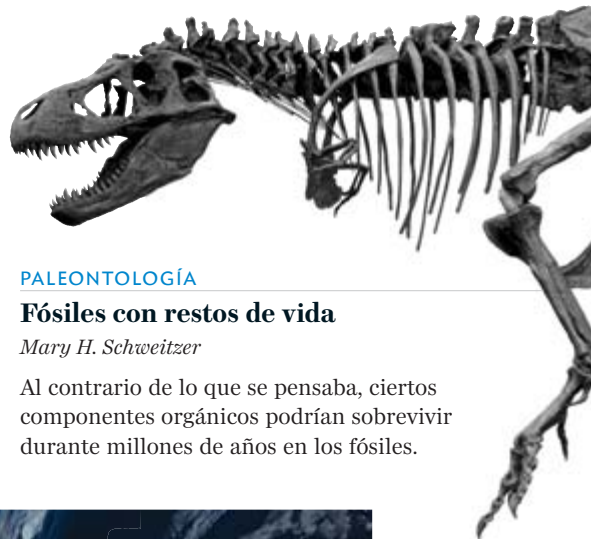 PALEONTOLOGÍA
Fósiles con restos de vida
Mary H. Schweitzer
Al contrario de lo que se pensaba, ciertos
componentes orgánicos podrían sobrevivir
durante millones de años en los fósiles.